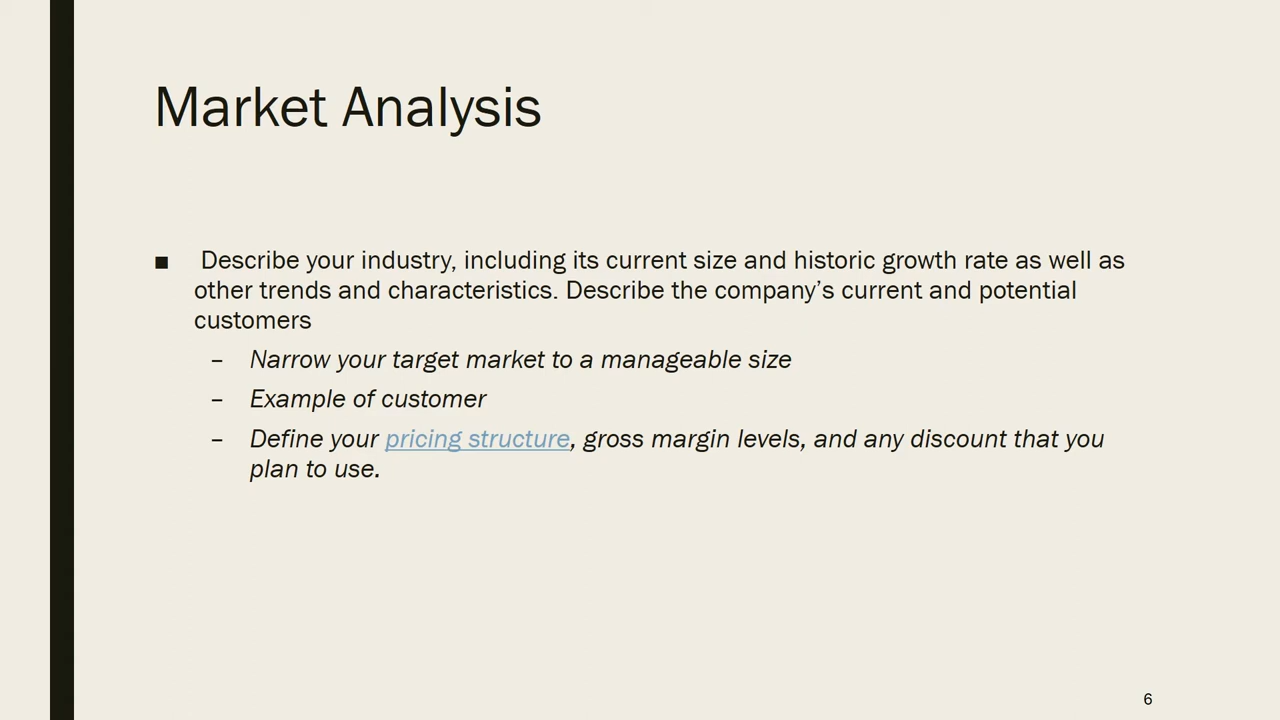 Market Analysis
■ Describe your industry, including its current size and historic growth rate as well as
other trends and characteristics. Describe the company’s current and potential
customers
– Narrow your target market to a manageable size
– Example of customer
– Define your pricing structure, gross margin levels, and any discount that you
plan to use.
6